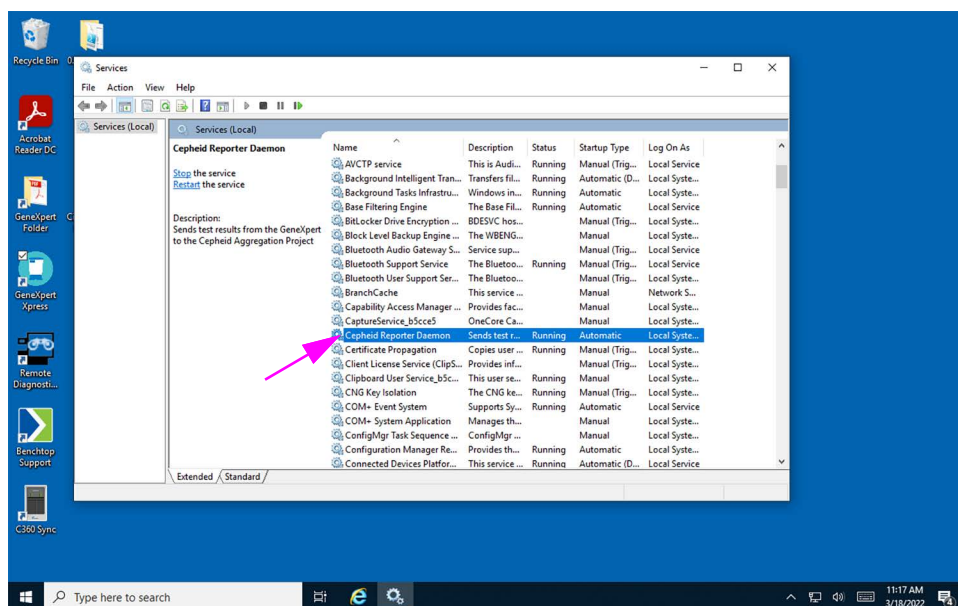 Recycle Bin
0.
Acrobat
Reader DC
GeneXpert
Folder
C
GeneXpert
Xpress
Remote
Diagnosti...
Benchtop
Support
C360 Sync
Services
File Action View Help
Services (Local)
Services (Local)
Cepheid Reporter Daemon
Stop the service
Restart the service
Description:
Sends test results from the GeneXpert
to the Cepheid Aggregation Project
Name Description Status Startup Type Log On As
AVCTP service This is Audi... Running Manual (Trig... Local Service
Background Intelligent Tran... Transfers fil... Running Automatic (D... Local Syste...
Background Tasks Infrastru... Windows in... Running Automatic Local Syste...
Base Filtering Engine The Base Fil... Running Automatic Local Service
BitLocker Drive Encryption ... BDESVC hos... Manual (Trig... Local Syste...
Block Level Backup Engine ... The WBENG... Manual Local Syste...
Bluetooth Audio Gateway S... Service sup... Manual (Trig... Local Service
Bluetooth Support Service The Bluetoo... Running Manual (Trig... Local Service
Bluetooth User Support Ser... The Bluetoo... Manual (Trig... Local Syste...
BranchCache This service ... Manual Network S...
Capability Access Manager ... Provides fac... Manual Local Syste...
CaptureService_b5cce5 OneCore Ca... Manual Local Syste...
Cepheid Reporter Daemon Sends test r... Running Automatic Local Syste...
Certificate Propagation Copies user ... Running Manual (Trig... Local Syste...
Client License Service (ClipS... Provides inf... Manual (Trig... Local Syste...
Clipboard User Service_b5c... This user se... Running Manual Local Syste...
CNG Key Isolation The CNG ke... Running Manual (Trig... Local Syste...
COM+ Event System Supports Sy... Running Automatic Local Service
COM+ System Application Manages th... Manual Local Syste...
ConfigMgr Task Sequence ... ConfigMgr ... Manual Local Syste...
Configuration Manager Re... Provides th... Running Automatic Local Syste...
Connected Devices Platfor... This service ... Running Automatic (D... Local Service
Extended Standard
Type here to search
11:17 AM
3/18/2022
4